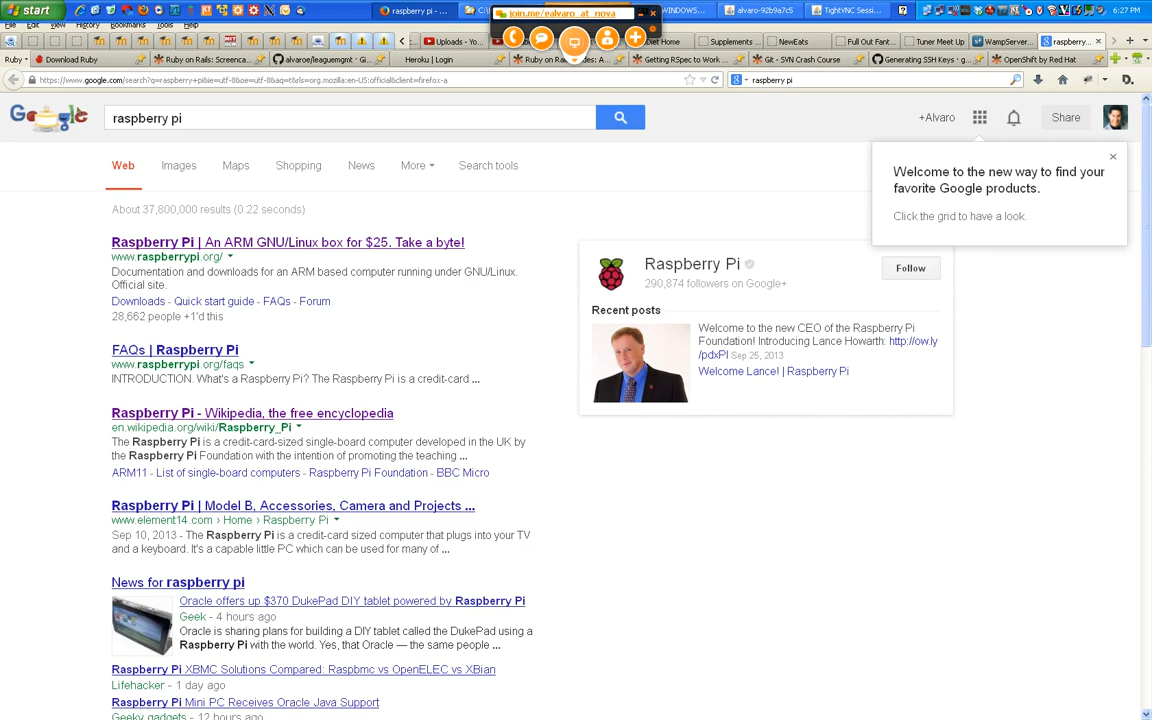 start
raspberry pi - ...
join.me/ealvaro_at_nova
WINDOWS...
alvaro-92b9a7c5
TightVNC Sessi...
6:27 PM
File Edit View History Bookmarks Tools Help
Uploads - Yo...
Diet Home
Supplements ...
NewEats
Full Out Fant...
Tuner Meet Up
WampServer...
raspberry...
Ruby
Download Ruby
Ruby on Rails: Screenca...
alvaroe/leaguemgmt · Gi...
Heroku | Login
Ruby on Ra
Getting RSpec to Work ...
Git - SVN Crash Course
Generating SSH Keys · g...
OpenShift by Red Hat
https://www.google.com/search?q=raspberry+pi&ie=utf-8&oe=utf-8&aq=t&rls=org.mozilla:en-US:official&client=firefox-a
raspberry pi
D.
Google
raspberry pi
+Alvaro
Share
Web
Images
Maps
Shopping
News
More
Search tools
Welcome to the new way to find your
favorite Google products.
Click the grid to have a look.
About 37,800,000 results (0.22 seconds)
Raspberry Pi | An ARM GNU/Linux box for $25. Take a byte!
www.raspberrypi.org/
Documentation and downloads for an ARM based computer running under GNU/Linux.
Official site.
Downloads - Quick start guide - FAQs - Forum
28,662 people +1'd this
Raspberry Pi
Follow
290,874 followers on Google+
Recent posts
Welcome to the new CEO of the Raspberry Pi
Foundation! Introducing Lance Howarth: http://ow.ly
/pdxPl Sep 25, 2013
Welcome Lance! | Raspberry Pi
FAQs | Raspberry Pi
www.raspberrypi.org/faqs
INTRODUCTION. What's a Raspberry Pi? The Raspberry Pi is a credit-card ...
Raspberry Pi - Wikipedia, the free encyclopedia
en.wikipedia.org/wiki/Raspberry_Pi
The Raspberry Pi is a credit-card-sized single-board computer developed in the UK by
the Raspberry Pi Foundation with the intention of promoting the teaching ...
ARM11 - List of single-board computers - Raspberry Pi Foundation - BBC Micro
Raspberry Pi | Model B, Accessories, Camera and Projects ...
www.element14.com › Home › Raspberry Pi
Sep 10, 2013 - The Raspberry Pi is a credit-card sized computer that plugs into your TV
and a keyboard. It's a capable little PC which can be used for many of ...
News for raspberry pi
Oracle offers up $370 DukePad DIY tablet powered by Raspberry Pi
Geek - 4 hours ago
Oracle is sharing plans for building a DIY tablet called the DukePad using a
Raspberry Pi with the world. Yes, that Oracle — the same people ...
Raspberry Pi XBMC Solutions Compared: Raspbmc vs OpenELEC vs XBian
Lifehacker - 1 day ago
Raspberry Pi Mini PC Receives Oracle Java Support
Geeky gadgets - 12 hours ago